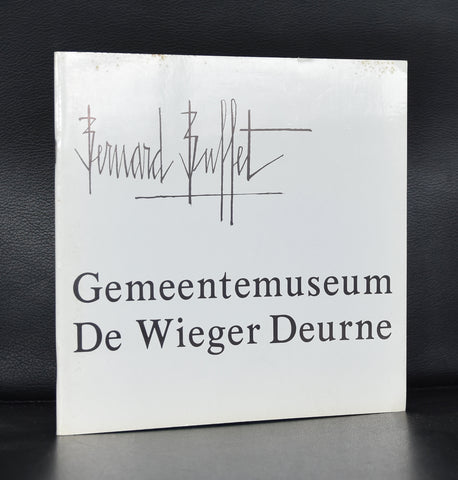 Bernard Buffet
Gemeentemuseum
De Wieger Deurne